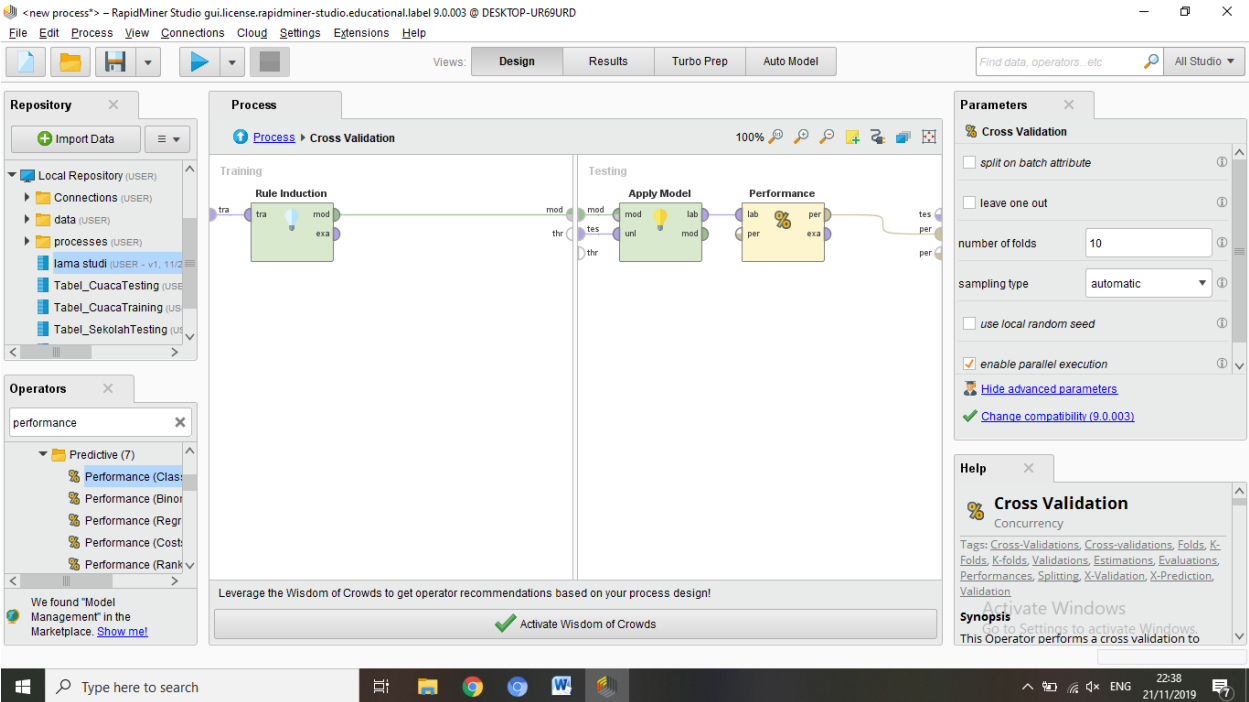 <new process*> – RapidMiner Studio gui.license.rapidminer-studio.educational.label 9.0.003 @ DESKTOP-UR69URD
File Edit Process View Connections Cloud Settings Extensions Help
Views: Design Results Turbo Prep Auto Model
Find data, operators...etc
All Studio
Repository
Import Data
Local Repository (USER)
Connections (USER)
data (USER)
processes (USER)
lama studi (USER - v1, 11/2
Tabel_CuacaTesting (USE
Tabel_CuacaTraining (US
Tabel_SekolahTesting (US
Operators
performance
Predictive (7)
Performance (Class
Performance (Binor
Performance (Regr
Performance (Costs
Performance (Rank
We found "Model
Management" in the
Marketplace. Show me!
Process
Process Cross Validation
100%
Training
Rule Induction
tra tra mod mod
exa thr
Testing
Apply Model Performance
mod mod lab lab per tes
tes unl mod per exa per
thr per
Leverage the Wisdom of Crowds to get operator recommendations based on your process design!
Activate Wisdom of Crowds
Parameters
Cross Validation
split on batch attribute
leave one out
number of folds 10
sampling type automatic
use local random seed
enable parallel execution
Hide advanced parameters
Change compatibility (9.0.003)
Help
Cross Validation
Concurrency
Tags: Cross-Validations, Cross-validations, Folds, K-
Folds, K-folds, Validations, Estimations, Evaluations,
Performances, Splitting, X-Validation, X-Prediction,
Validation
Activate Windows
Go to Settings to activate Windows.
Synopsis
This Operator performs a cross validation to
Type here to search
ENG
22:38
21/11/2019
7